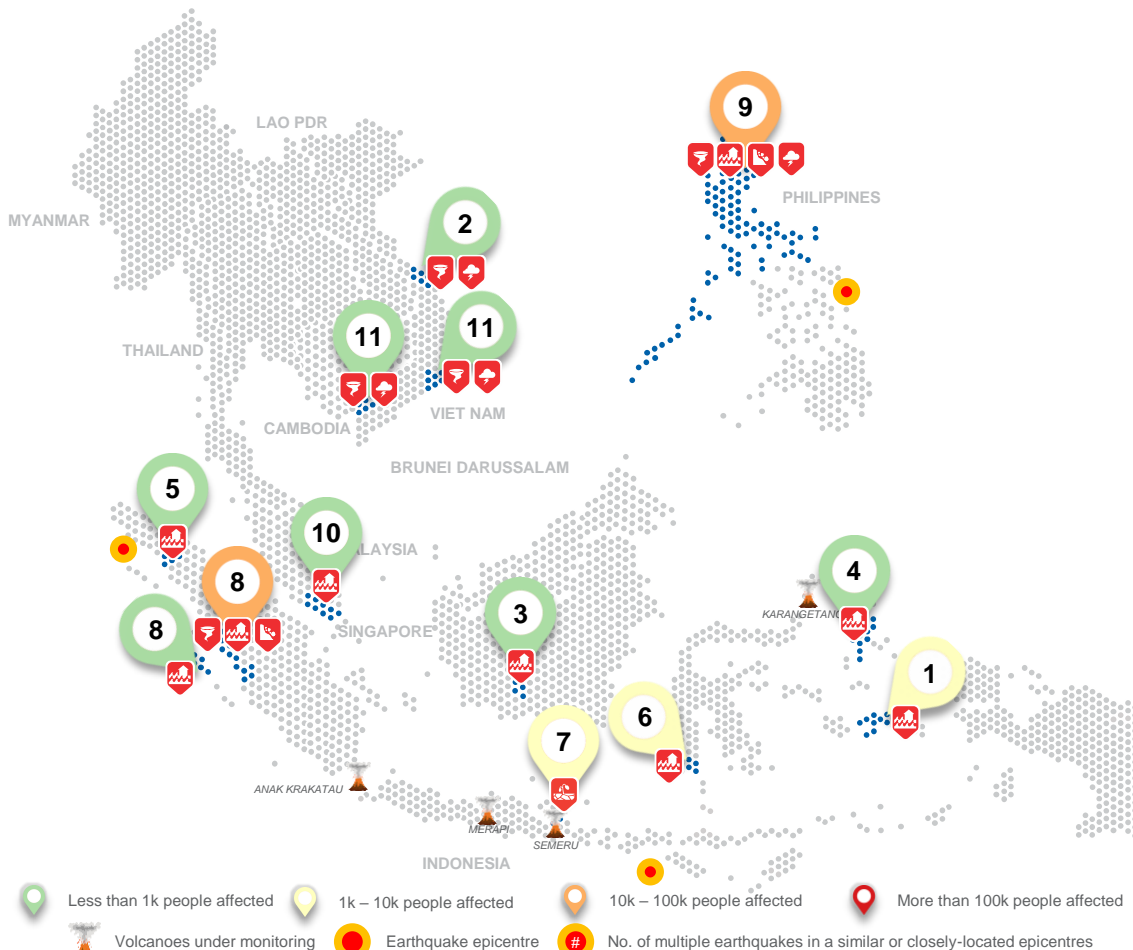 9
LAO PDR
PHILIPPINES
MYANMAR
2
11
11
THAILAND
VIET NAM
CAMBODIA
BRUNEI DARUSSALAM
5
10
ALAYSIA
8
4
KARANGETANG
3
8
SINGAPORE
1
6
7
ANAK KRAKATAU
MERAPI
SEMERU
INDONESIA
Less than 1k people affected
1k – 10k people affected
10k – 100k people affected
More than 100k people affected
Volcanoes under monitoring
Earthquake epicentre
# No. of multiple earthquakes in a similar or closely-located epicentres